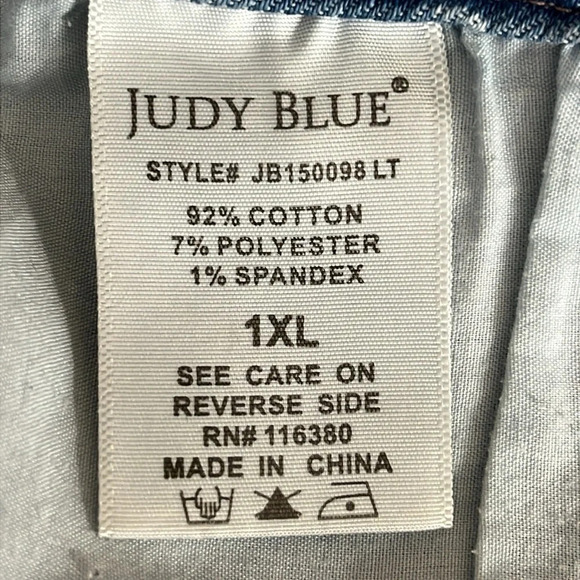 JUDY BLUE®
STYLE# JB150098 LT
92% COTTON
7% POLYESTER
1% SPANDEX
1XL
SEE CARE ON
REVERSE SIDE
RN# 116380
MADE IN CHINA